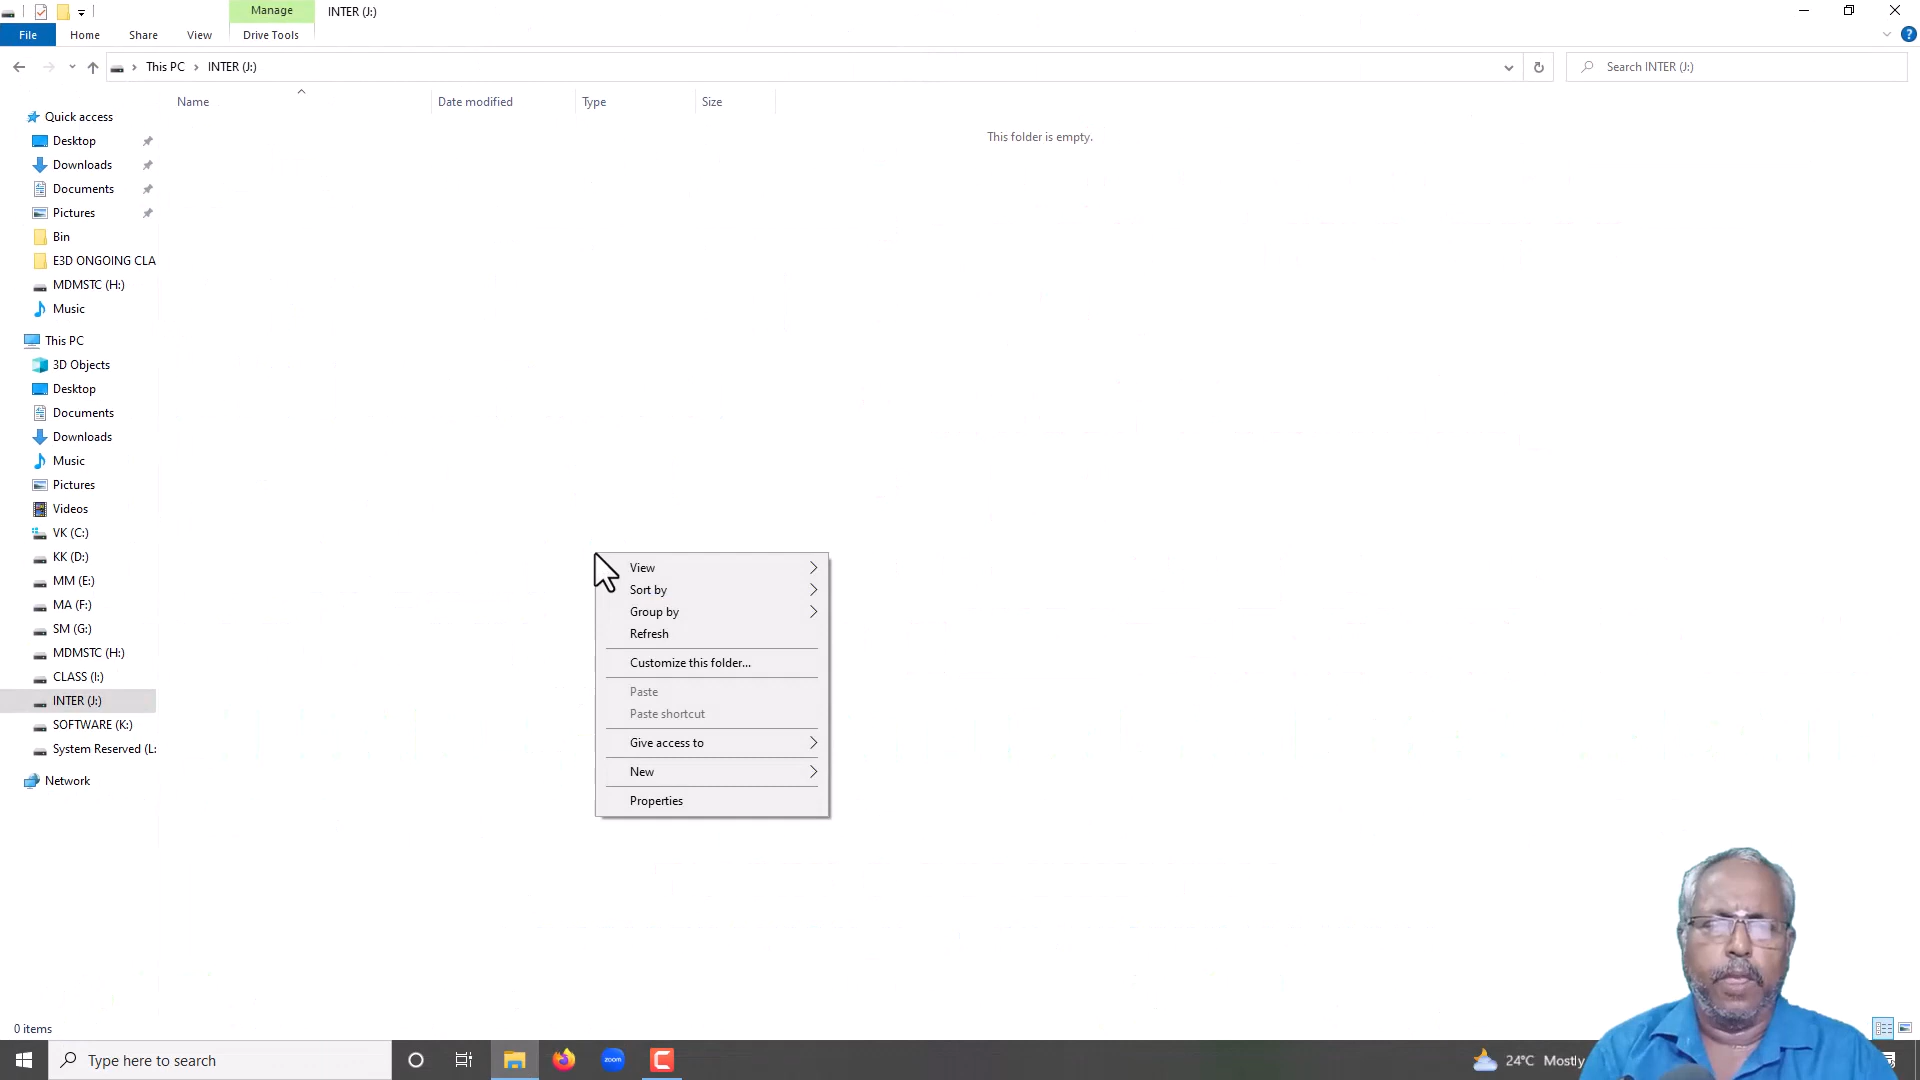 Manage
INTER (J:)
File
Home
Share
View
Drive Tools
This PC
INTER (J:)
Search INTER (J:)
Name
Date modified
Type
Size
This folder is empty.
Quick access
Desktop
Downloads
Documents
Pictures
Bin
E3D ONGOING CLA
MDMSTC (H:)
Music
This PC
3D Objects
Desktop
Documents
Downloads
Music
Pictures
Videos
VK (C:)
KK (D:)
MM (E:)
MA (F:)
SM (G:)
MDMSTC (H:)
CLASS (I:)
INTER (J:)
SOFTWARE (K:)
System Reserved (L:
Network
View
Sort by
Group by
Refresh
Customize this folder...
Paste
Paste shortcut
Give access to
New
Properties
0 items
Type here to search
zoom
24°C Mostly